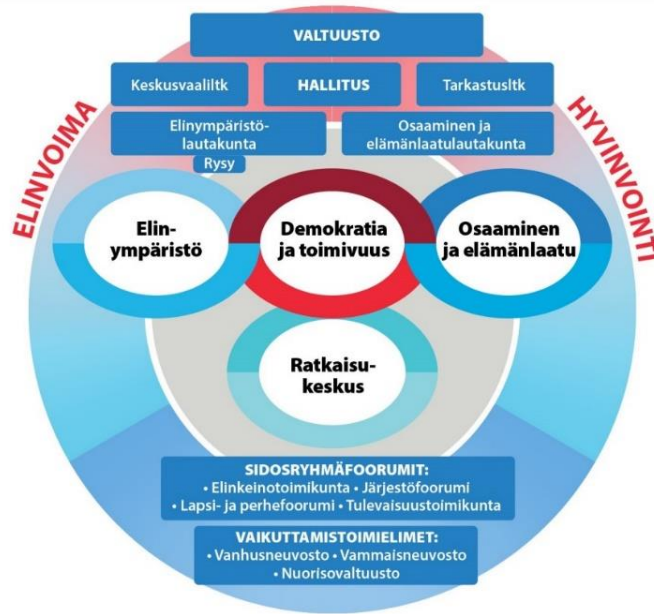 VALTUUSTO
Keskusvaaliltk
HALLITUS
Tarkastusltk
Elinympäristö-
lautakunta
Rysy
Osaaminen ja
elämänlaatulautakunta
ELINVOIMA
HYVINVOINTI
Elin-
ympäristö
Demokratia
ja toimivuus
Osaaminen
ja elämänlaatu
Ratkaisu-
keskus
SIDOSRYHMÄFOORUMIT:
• Elinkeinotoimikunta • Järjestöfoorumi
• Lapsi- ja perhefoorumi • Tulevaisuustoimikunta
VAIKUTTAMISTOIMIELIMET:
• Vanhusneuvosto • Vammaisneuvosto
• Nuorisovaltuusto